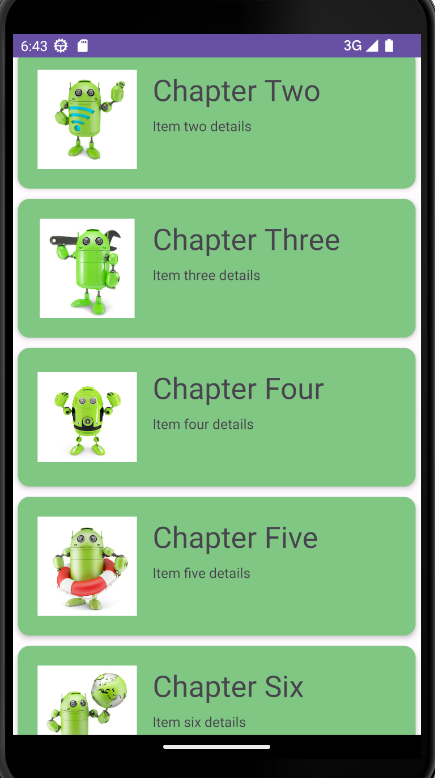 6:43
3G
Chapter Two
Item two details
Chapter Three
Item three details
Chapter Four
Item four details
Chapter Five
Item five details
Chapter Six
Item six details